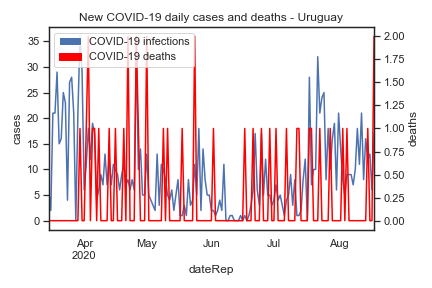 New COVID-19 daily cases and deaths - Uruguay
COVID-19 infections
COVID-19 deaths
cases
35
30
25
20
15
10
5
0
2.00
1.75
1.50
1.25
1.00
0.75
0.50
0.25
0.00
deaths
Apr
2020
May
Jun
Jul
Aug
dateRep